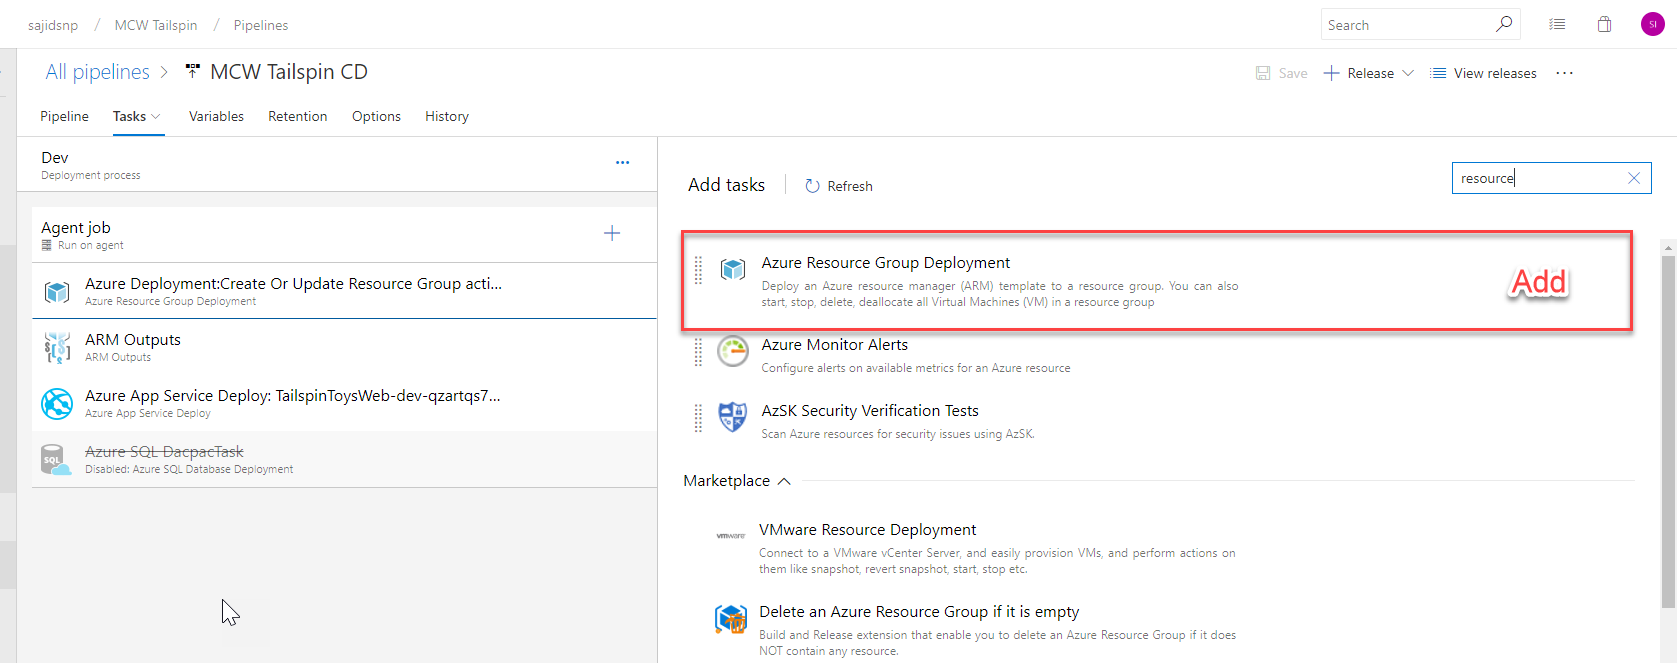 sajidsnp / MCW Tailspin / Pipelines
Search
SI
All pipelines > MCW Tailspin CD
Save + Release View releases ...
Pipeline Tasks Variables Retention Options History
Dev
Deployment process
...
Agent job
Run on agent
Azure Deployment:Create Or Update Resource Group acti...
Azure Resource Group Deployment
ARM Outputs
ARM Outputs
Azure App Service Deploy: TailspinToysWeb-dev-qzartqs7...
Azure App Service Deploy
SQL
Azure SQL DacpacTask
Disabled: Azure SQL Database Deployment
Add tasks
Refresh
resource
Azure Resource Group Deployment
Deploy an Azure resource manager (ARM) template to a resource group. You can also
start, stop, delete, deallocate all Virtual Machines (VM) in a resource group
Add
Azure Monitor Alerts
Configure alerts on available metrics for an Azure resource
AzSK Security Verification Tests
Scan Azure resources for security issues using AzSK.
Marketplace
vmware
VMware Resource Deployment
Connect to a VMware vCenter Server, and easily provision VMs, and perform actions on
them like snapshot, revert snapshot, start, stop etc.
Delete an Azure Resource Group if it is empty
Build and Release extension that enable you to delete an Azure Resource Group if it does
NOT contain any resource.